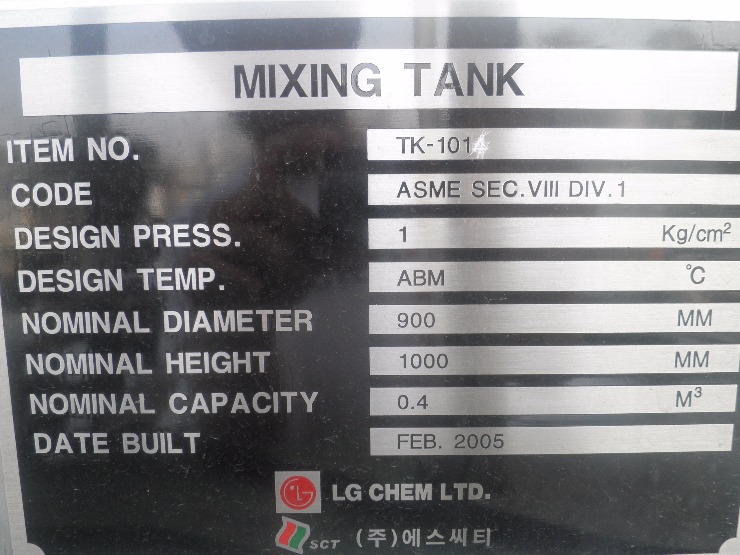 MIXING TANK
ITEM NO. TK-101
CODE ASME SEC.VIII DIV.1
DESIGN PRESS. 1 Kg/cm²
DESIGN TEMP. ABM ℃
NOMINAL DIAMETER 900 MM
NOMINAL HEIGHT 1000 MM
NOMINAL CAPACITY 0.4 M³
DATE BUILT FEB. 2005
LG LG CHEM LTD.
SCT (주)에스씨티